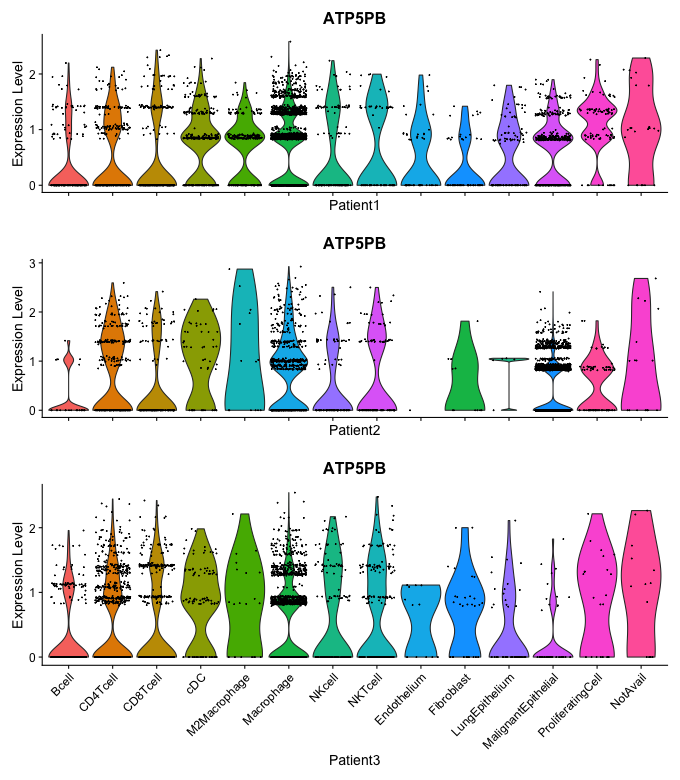 ATP5PB
Expression Level
2
1
0
Patient1
ATP5PB
Expression Level
3
2
1
0
Patient2
ATP5PB
Expression Level
2
1
0
Bcell
CD4Tcell
CD8Tcell
cDC
M2Macrophage
Macrophage
NKcell
NKTcell
Endothelium
Fibroblast
LungEpithelium
MalignantEpithelial
ProliferatingCell
NotAvail
Patient3